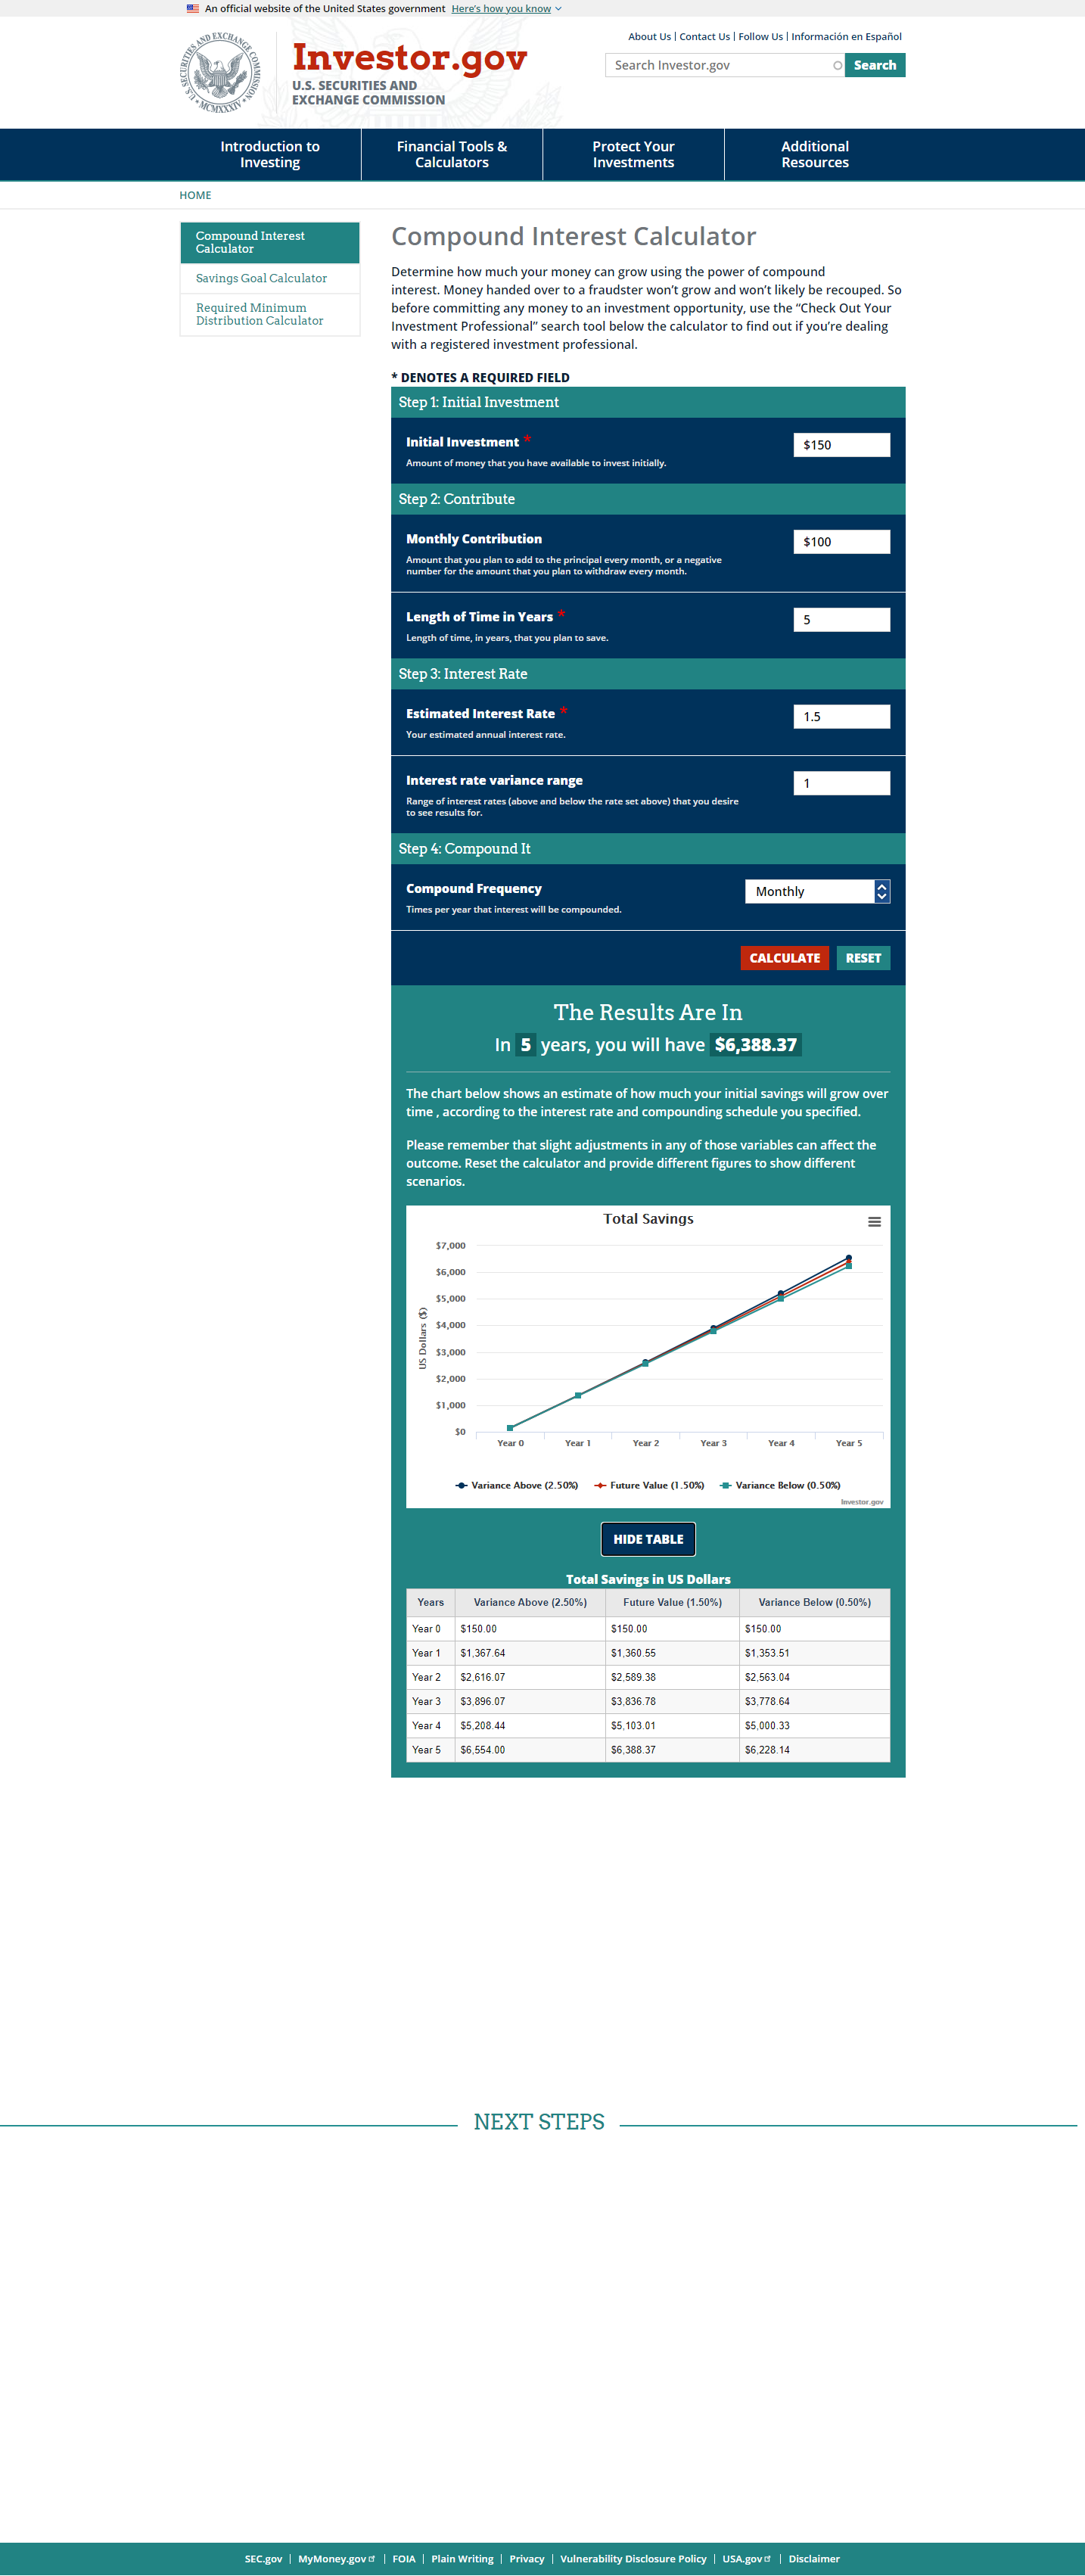 An official website of the United States government Here's how you know
About Us | Contact Us | Follow Us | Información en Español
SECURITIES AND EXCHANGE COMMISSION
U.S.
MCMXXXIV
Investor.gov
U.S. SECURITIES AND
EXCHANGE COMMISSION
Search Investor.gov
Search
Introduction to
Investing
Financial Tools &
Calculators
Protect Your
Investments
Additional
Resources
HOME
Compound Interest
Calculator
Savings Goal Calculator
Required Minimum
Distribution Calculator
Compound Interest Calculator
Determine how much your money can grow using the power of compound
interest. Money handed over to a fraudster won’t grow and won’t likely be recouped. So
before committing any money to an investment opportunity, use the “Check Out Your
Investment Professional” search tool below the calculator to find out if you’re dealing
with a registered investment professional.
* DENOTES A REQUIRED FIELD
Step 1: Initial Investment
Initial Investment *
$150
Amount of money that you have available to invest initially.
Step 2: Contribute
Monthly Contribution
$100
Amount that you plan to add to the principal every month, or a negative
number for the amount that you plan to withdraw every month.
Length of Time in Years *
5
Length of time, in years, that you plan to save.
Step 3: Interest Rate
Estimated Interest Rate *
1.5
Your estimated annual interest rate.
Interest rate variance range
1
Range of interest rates (above and below the rate set above) that you desire
to see results for.
Step 4: Compound It
Compound Frequency
Monthly
Times per year that interest will be compounded.
CALCULATE RESET
The Results Are In
In 5 years, you will have $6,388.37
The chart below shows an estimate of how much your initial savings will grow over
time , according to the interest rate and compounding schedule you specified.
Please remember that slight adjustments in any of those variables can affect the
outcome. Reset the calculator and provide different figures to show different
scenarios.
Total Savings
US Dollars ($)
$7,000
$6,000
$5,000
$4,000
$3,000
$2,000
$1,000
$0
Year 0 Year 1 Year 2 Year 3 Year 4 Year 5
Variance Above (2.50%) Future Value (1.50%) Variance Below (0.50%)
Investor.gov
HIDE TABLE
Total Savings in US Dollars
Years Variance Above (2.50%) Future Value (1.50%) Variance Below (0.50%)
Year 0 $150.00 $150.00 $150.00
Year 1 $1,367.64 $1,360.55 $1,353.51
Year 2 $2,616.07 $2,589.38 $2,563.04
Year 3 $3,896.07 $3,836.78 $3,778.64
Year 4 $5,208.44 $5,103.01 $5,000.33
Year 5 $6,554.00 $6,388.37 $6,228.14
NEXT STEPS
SEC.gov | MyMoney.gov | FOIA | Plain Writing | Privacy | Vulnerability Disclosure Policy | USA.gov | Disclaimer